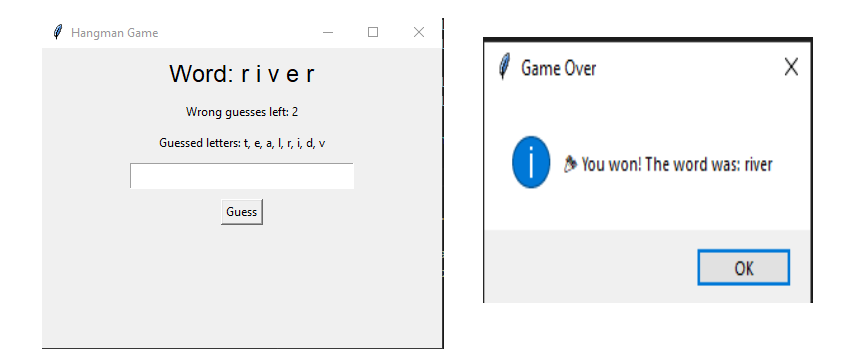 Hangman Game
Word: r i v e r
Wrong guesses left: 2
Guessed letters: t, e, a, l, r, i, d, v
Guess
Game Over
🎉 You won! The word was: river
OK